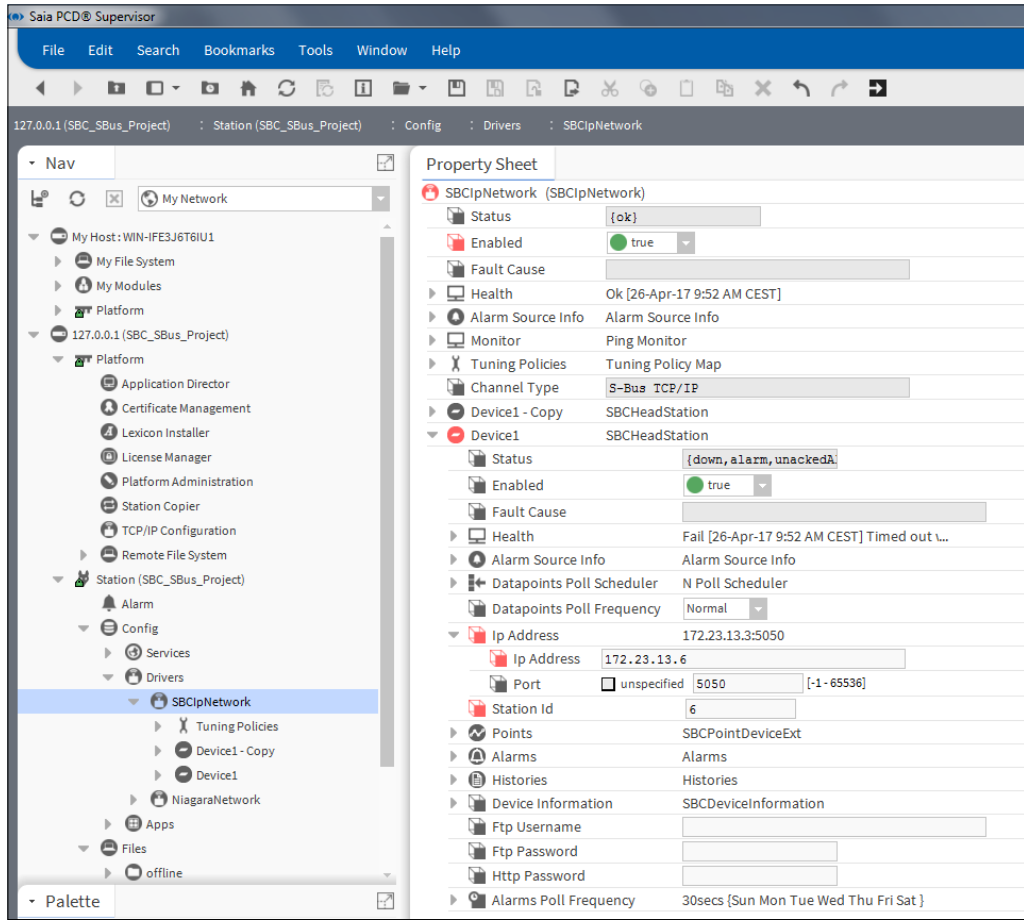 Saia PCD® Supervisor
File Edit Search Bookmarks Tools Window Help
127.0.0.1 (SBC_SBus_Project) : Station (SBC_SBus_Project) : Config : Drivers : SBCIpNetwork
Nav
My Network
My Host : WIN-IFE3J6T6IU1
My File System
My Modules
Platform
127.0.0.1 (SBC_SBus_Project)
Platform
Application Director
Certificate Management
Lexicon Installer
License Manager
Platform Administration
Station Copier
TCP/IP Configuration
Remote File System
Station (SBC_SBus_Project)
Alarm
Config
Services
Drivers
SBCIpNetwork
Tuning Policies
Device1 - Copy
Device1
NiagaraNetwork
Apps
Files
offline
Palette
Property Sheet
SBCIpNetwork (SBCIpNetwork)
Status {ok}
Enabled true
Fault Cause
Health Ok [26-Apr-17 9:52 AM CEST]
Alarm Source Info Alarm Source Info
Monitor Ping Monitor
Tuning Policies Tuning Policy Map
Channel Type S-Bus TCP/IP
Device1 - Copy SBCHeadStation
Device1 SBCHeadStation
Status {down,alarm,unackedA
Enabled true
Fault Cause
Health Fail [26-Apr-17 9:52 AM CEST] Timed out w...
Alarm Source Info Alarm Source Info
Datapoints Poll Scheduler N Poll Scheduler
Datapoints Poll Frequency Normal
Ip Address 172.23.13.3:5050
Ip Address 172.23.13.6
Port unspecified 5050 [-1 - 65536]
Station Id 6
Points SBCPointDeviceExt
Alarms Alarms
Histories Histories
Device Information SBCDeviceInformation
Ftp Username
Ftp Password
Http Password
Alarms Poll Frequency 30secs {Sun Mon Tue Wed Thu Fri Sat }